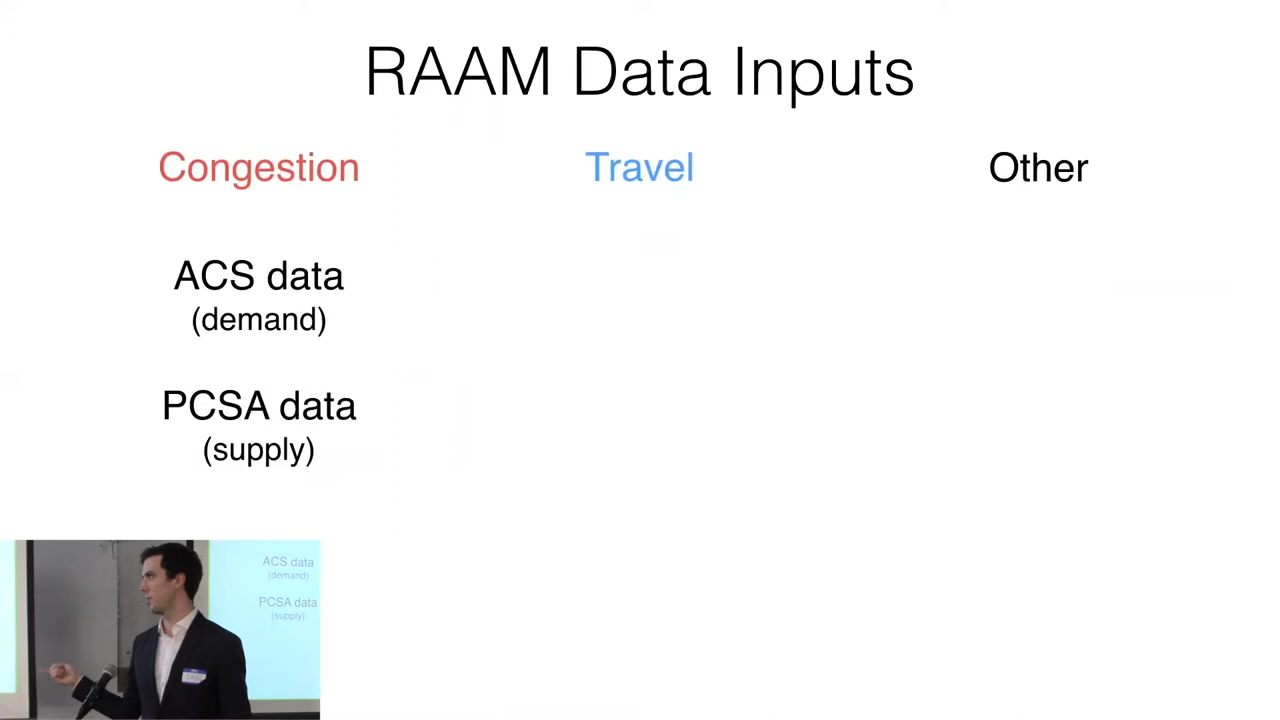 RAAM Data Inputs
Congestion
Travel
Other
ACS data
(demand)
PCSA data
(supply)
ACS data
(demand)
PCSA data
(supply)